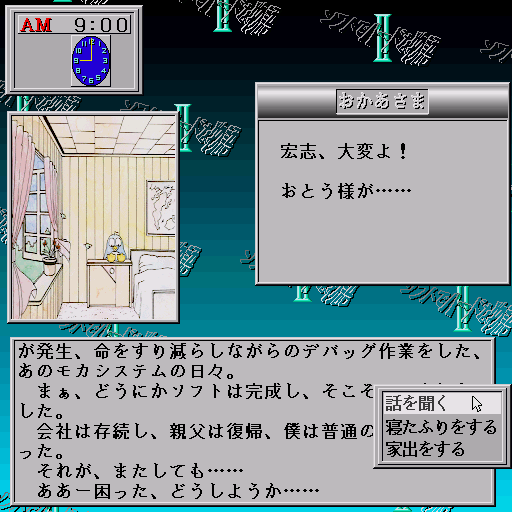 AM 9:00
おかあさま
宏志、大変よ！
おとう様が……
が発生、命をすり減らしながらのデバッグ作業をした、
あのモカシステムの日々。
まぁ、どうにかソフトは完成し、そこそ
した。
会社は存続し、親父は復帰、僕は普通の
った。
それが、またしても……
ああー困った、どうしようか……
話を聞く
寝たふりをする
家出をする